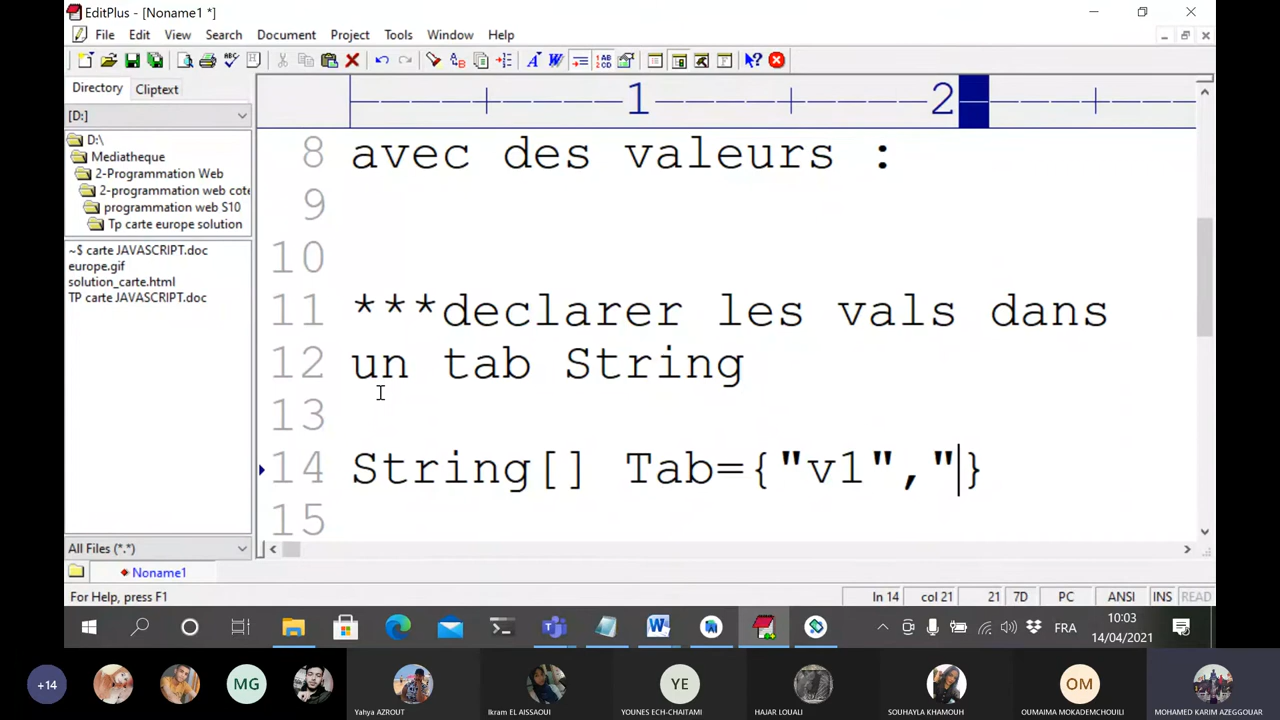 EditPlus - [Noname1 *]
File Edit View Search Document Project Tools Window Help
Directory Cliptext
[D:]
D:\
Mediatheque
2-Programmation Web
2-programmation web cote
programmation web S10
Tp carte europe solution
~$ carte JAVASCRIPT.doc
europe.gif
solution_carte.html
TP carte JAVASCRIPT.doc
All Files (*.*)
1 2
8 avec des valeurs :
9
10
11 ***declarer les vals dans
12 un tab String
13
14 String[] Tab={"v1","}
15
Noname1
For Help, press F1
ln 14 col 21 21 7D PC ANSI INS READ
FRA
10:03
14/04/2021
+14
MG
YE
OM
Yahya AZROUT
Ikram EL AISSAOUI
YOUNES ECH-CHAITAMI
HAJAR LOUALI
SOUHAYLA KHAMOUH
OUMAIMA MOKADEMCHOUILI
MOHAMED KARIM AZEGGOUAR